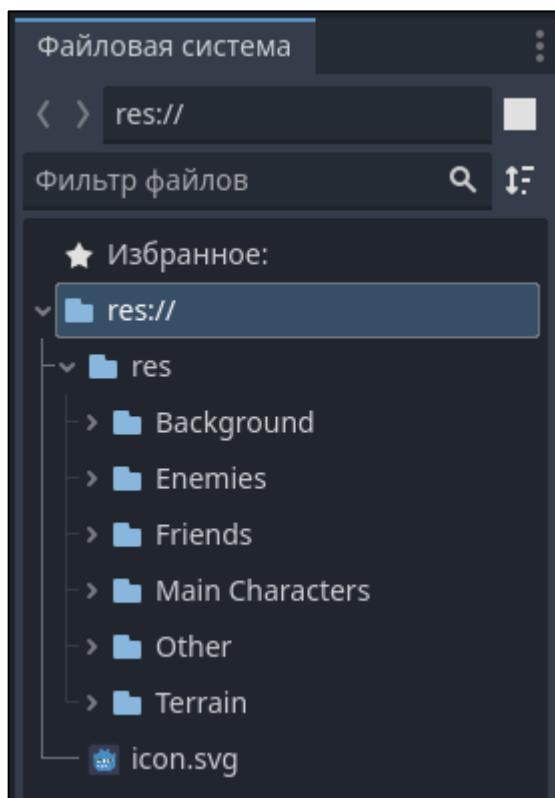 Файловая система
res://
Фильтр файлов
Избранное:
res://
res
Background
Enemies
Friends
Main Characters
Other
Terrain
icon.svg